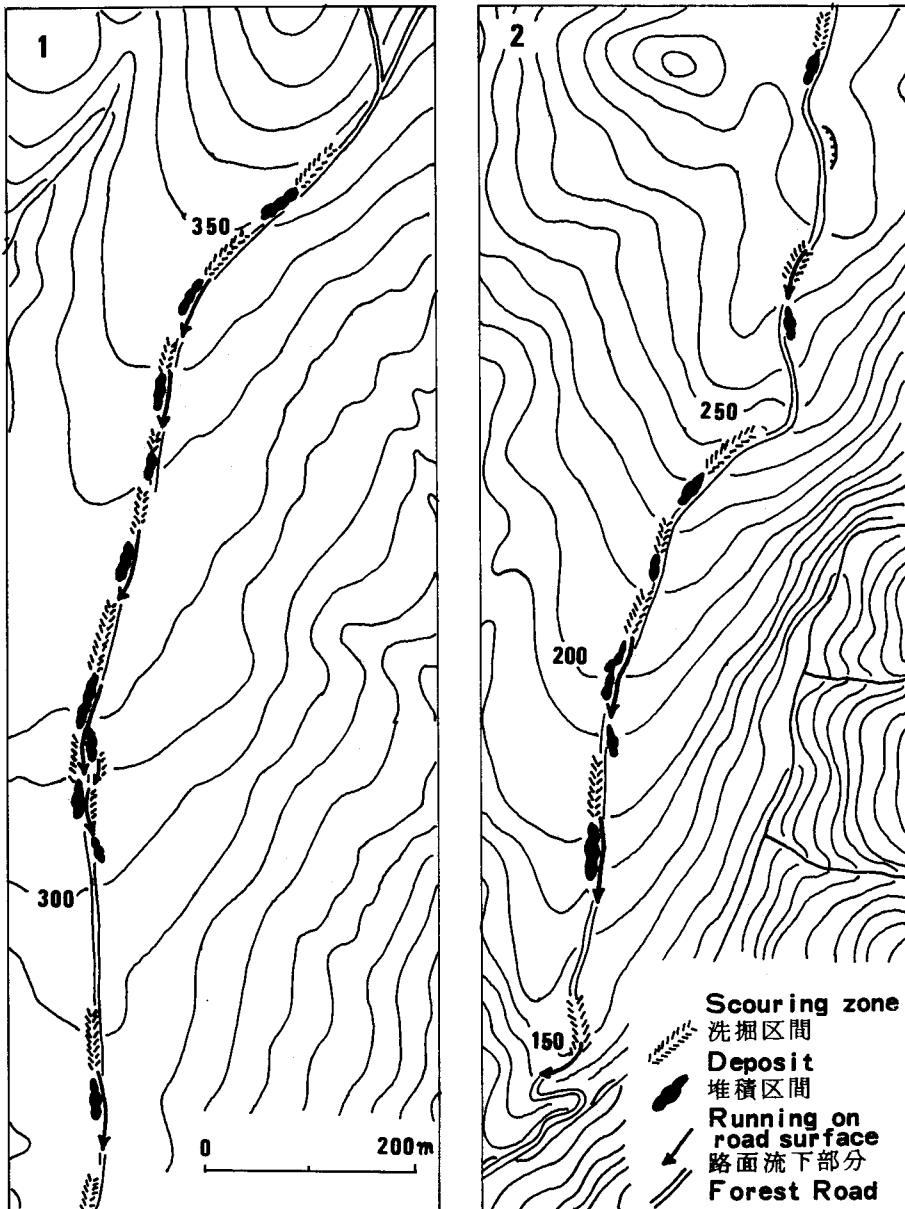 1
350
300
0 200m
2
250
200
150
Scouring zone
洗掘区間
Deposit
堆積区間
Running on
road surface
路面流下部分
Forest Road